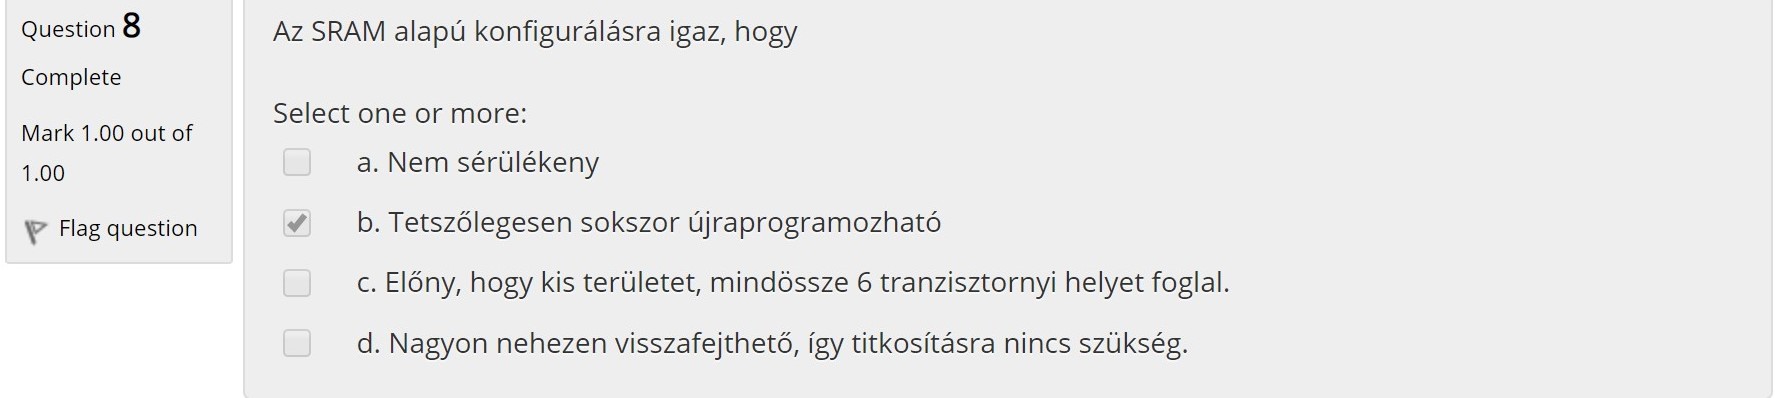 Question 8
Complete
Mark 1.00 out of
1.00
Flag question
Az SRAM alapú konfigurálásra igaz, hogy
Select one or more:
a. Nem sérülékeny
b. Tetszőlegesen sokszor újraprogramozható
c. Előny, hogy kis területet, mindössze 6 tranzisztornyi helyet foglal.
d. Nagyon nehezen visszafejthető, így titkosításra nincs szükség.